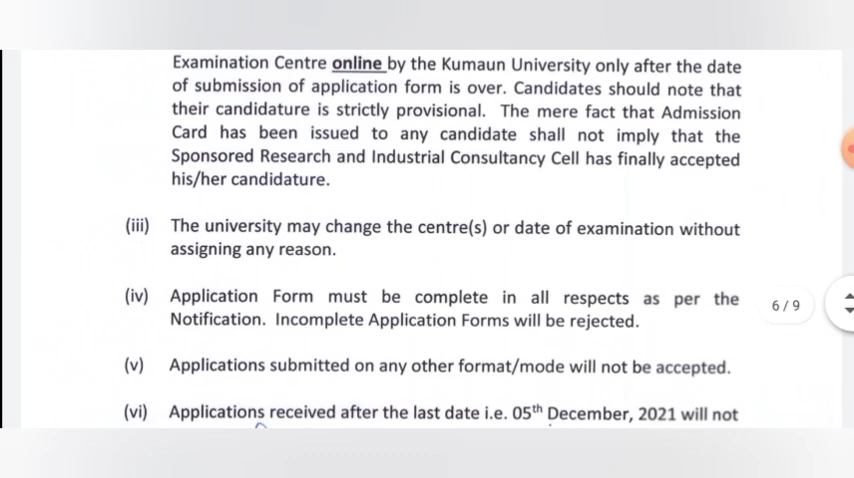 Examination Centre online by the Kumaun University only after the date
of submission of application form is over. Candidates should note that
their candidature is strictly provisional. The mere fact that Admission
Card has been issued to any candidate shall not imply that the
Sponsored Research and Industrial Consultancy Cell has finally accepted
his/her candidature.
(iii) The university may change the centre(s) or date of examination without
assigning any reason.
(iv) Application Form must be complete in all respects as per the
Notification. Incomplete Application Forms will be rejected.
6 / 9
(v) Applications submitted on any other format/mode will not be accepted.
(vi) Applications received after the last date i.e. 05th December, 2021 will not